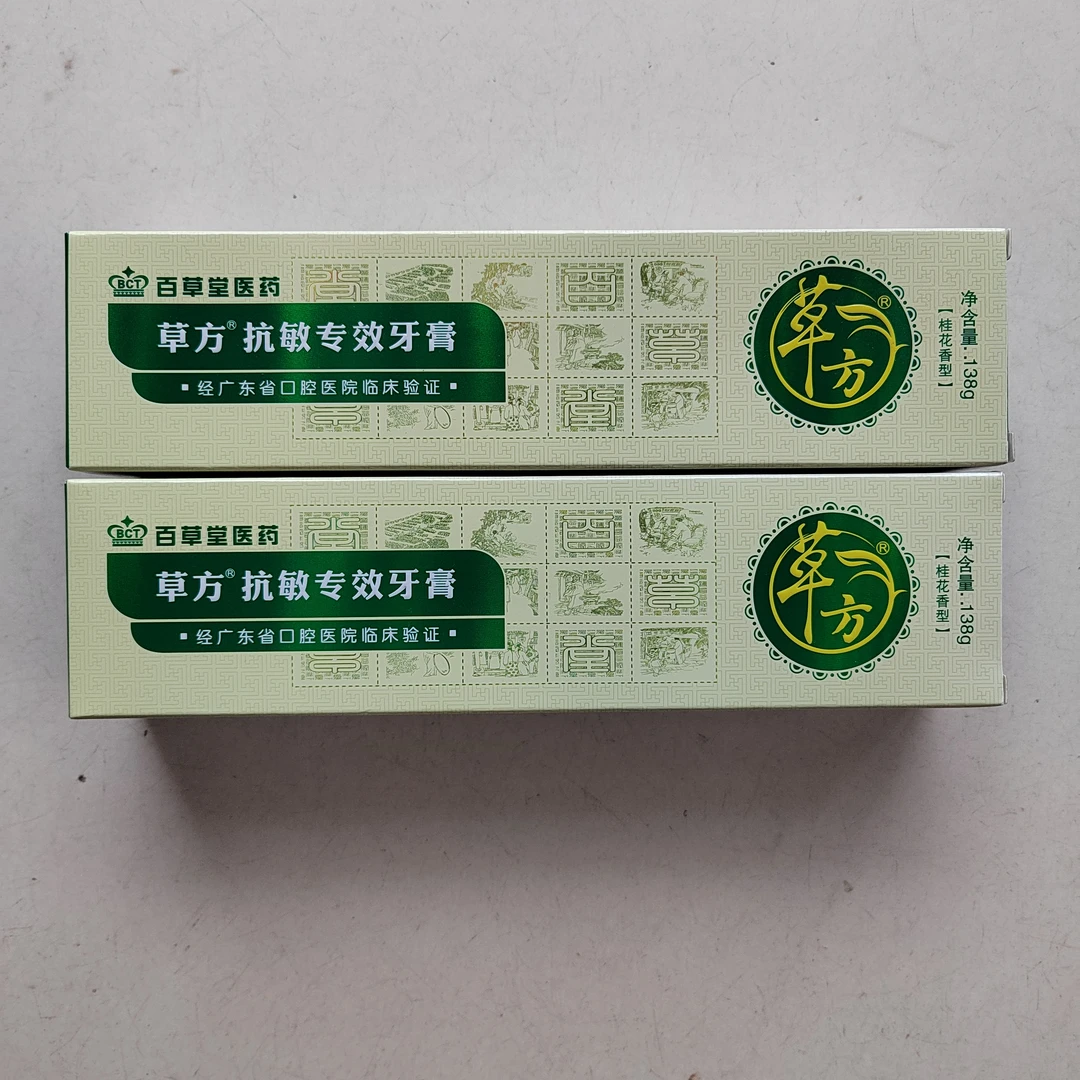 BCT 百草堂医药
草方® 抗敏专效牙膏
▪ 经广东省口腔医院临床验证 ▪
草方®
净含量:138g
【桂花香型】
BCT 百草堂医药
草方® 抗敏专效牙膏
▪ 经广东省口腔医院临床验证 ▪
草方®
净含量:138g
【桂花香型】